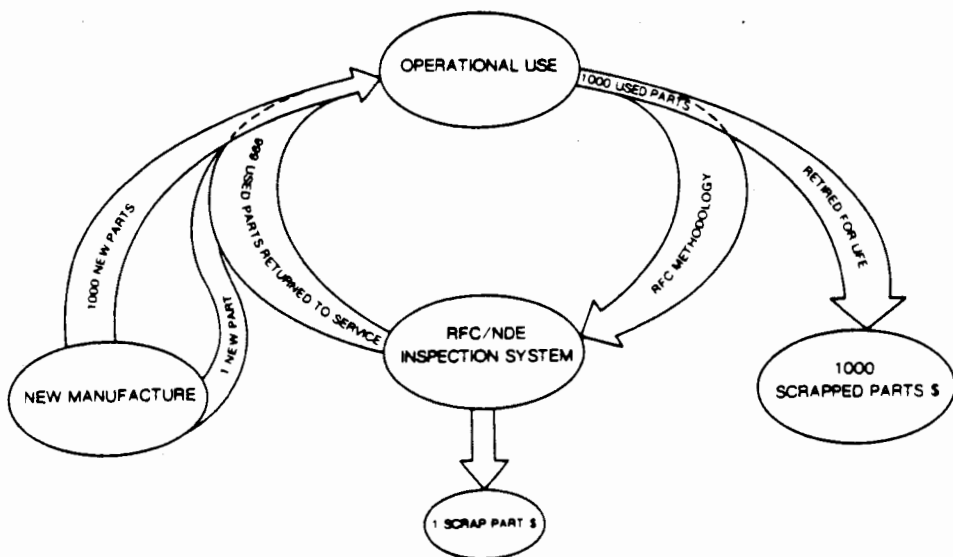 OPERATIONAL USE
1000 USED PARTS
1000 NEW PARTS
999 USED PARTS RETURNED TO SERVICE
RFC METHODOLOGY
RETIRED FOR LIFE
1 NEW PART
RFC/NDE
INSPECTION SYSTEM
NEW MANUFACTURE
1000
SCRAPPED PARTS $
1 SCRAP PART $